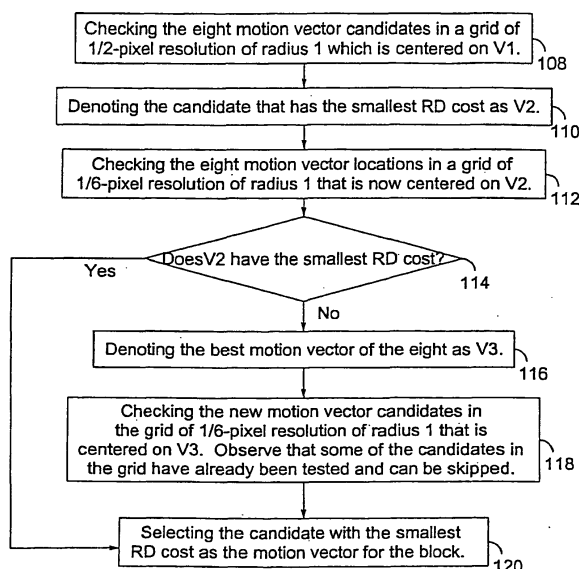 Checking the eight motion vector candidates in a grid of
1/2-pixel resolution of radius 1 which is centered on V1.
108
Denoting the candidate that has the smallest RD cost as V2.
110
Checking the eight motion vector locations in a grid of
1/6-pixel resolution of radius 1 that is now centered on V2.
112
DoesV2 have the smallest RD cost?
114
Yes
No
Denoting the best motion vector of the eight as V3.
116
Checking the new motion vector candidates in
the grid of 1/6-pixel resolution of radius 1 that is
centered on V3. Observe that some of the candidates in
the grid have already been tested and can be skipped.
118
Selecting the candidate with the smallest
RD cost as the motion vector for the block.
120